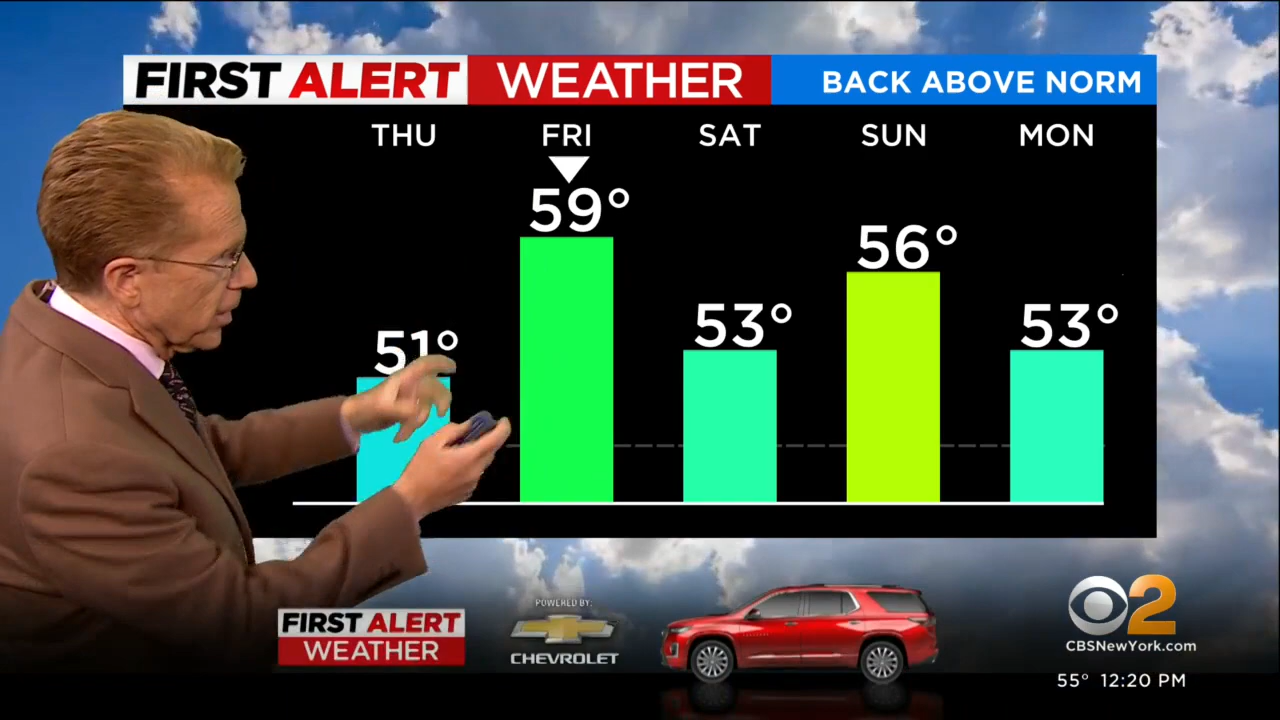 FIRST ALERT WEATHER BACK ABOVE NORM
THU FRI SAT SUN MON
59°
56°
53° 53°
51°
FIRST ALERT
WEATHER
POWERED BY:
CHEVROLET
CBS 2
CBSNewYork.com
55° 12:20 PM